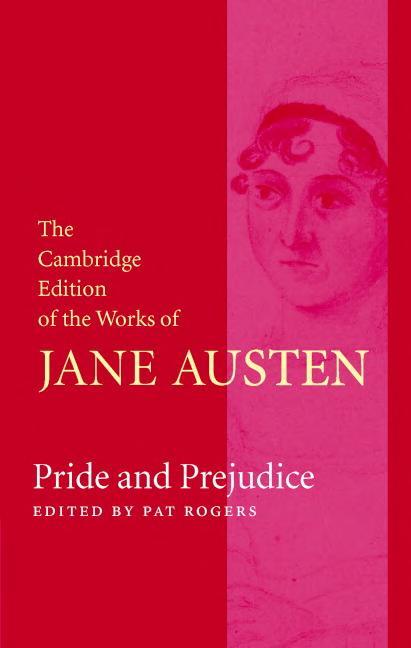 The
Cambridge
Edition
of the Works of
JANE AUSTEN
Pride and Prejudice
EDITED BY PAT ROGERS